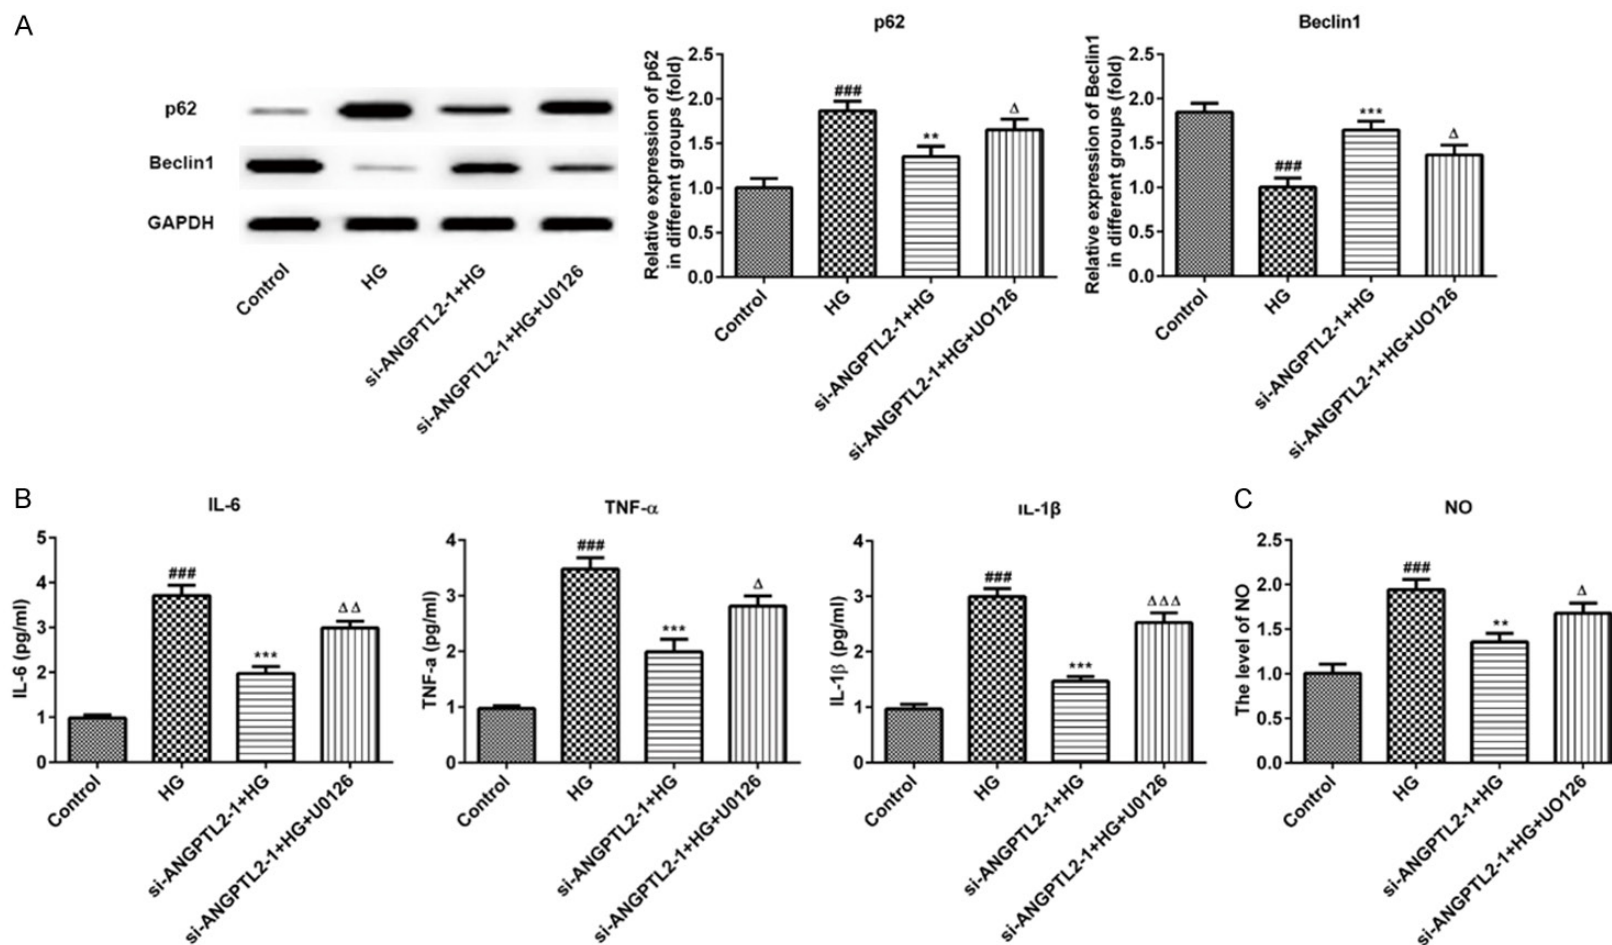 A
p62
Beclin1
GAPDH
Control
HG
si-ANGPTL2-1+HG
si-ANGPTL2-1+HG+U0126
p62
Relative expression of p62
in different groups (fold)
2.5
2.0
1.5
1.0
0.5
0.0
###
**
Δ
Control
HG
si-ANGPTL2-1+HG
si-ANGPTL2-1+HG+UO126
Beclin1
Relative expression of Beclin1
in different groups (fold)
2.5
2.0
1.5
1.0
0.5
0.0
###
***
Δ
Control
HG
si-ANGPTL2-1+HG
si-ANGPTL2-1+HG+UO126
B
IL-6
IL-6 (pg/ml)
5
4
3
2
1
0
###
***
ΔΔ
Control
HG
si-ANGPTL2-1+HG
si-ANGPTL2-1+HG+U0126
TNF-α
TNF-a (pg/ml)
4
3
2
1
0
###
***
Δ
Control
HG
si-ANGPTL2-1+HG
si-ANGPTL2-1+HG+U0126
IL-1β
IL-1β (pg/ml)
4
3
2
1
0
###
***
ΔΔΔ
Control
HG
si-ANGPTL2-1+HG
si-ANGPTL2-1+HG+U0126
C
NO
The level of NO
2.5
2.0
1.5
1.0
0.5
0.0
###
**
Δ
Control
HG
si-ANGPTL2-1+HG
si-ANGPTL2-1+HG+UO126